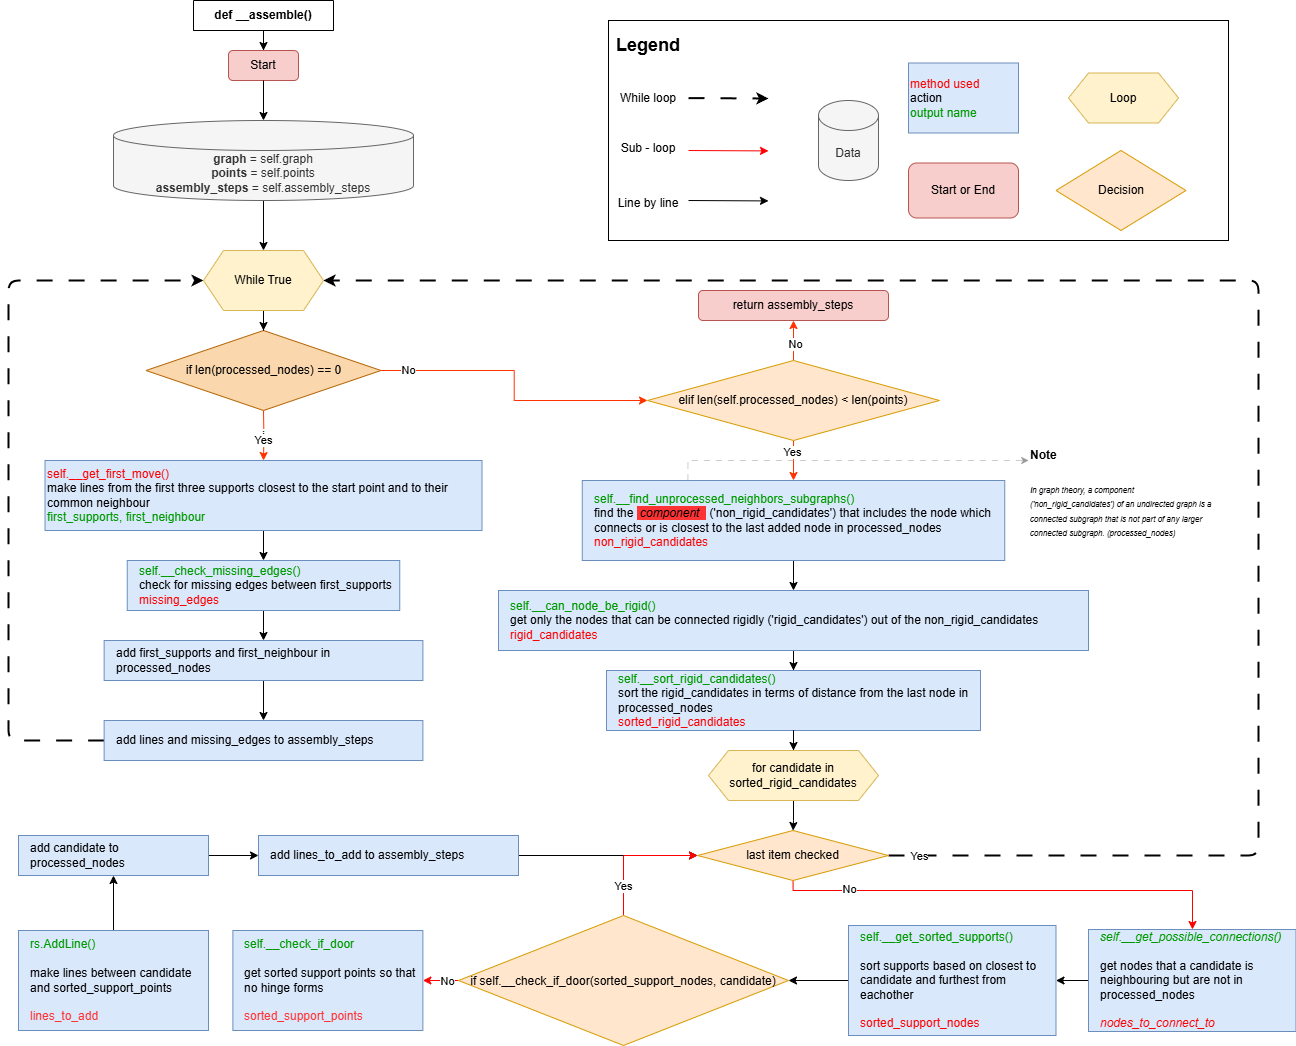 def __assemble()
Start
graph = self.graph
points = self.points
assembly_steps = self.assembly_steps
Legend
While loop
Sub - loop
Line by line
Data
method used
action
output name
Start or End
Loop
Decision
While True
return assembly_steps
No
if len(processed_nodes) == 0
No
elif len(self.processed_nodes) < len(points)
Yes
Yes
self.__get_first_move()
make lines from the first three supports closest to the start point and to their
common neighbour
first_supports, first_neighbour
self.__check_missing_edges()
check for missing edges between first_supports
missing_edges
add first_supports and first_neighbour in
processed_nodes
add lines and missing_edges to assembly_steps
self.__find_unprocessed_neighbors_subgraphs()
find the component ('non_rigid_candidates') that includes the node which
connects or is closest to the last added node in processed_nodes
non_rigid_candidates
Note
In graph theory, a component
('non_rigid_candidates') of an undirected graph is a
connected subgraph that is not part of any larger
connected subgraph. (processed_nodes)
self.__can_node_be_rigid()
get only the nodes that can be connected rigidly ('rigid_candidates') out of the non_rigid_candidates
rigid_candidates
self.__sort_rigid_candidates()
sort the rigid_candidates in terms of distance from the last node in
processed_nodes
sorted_rigid_candidates
for candidate in
sorted_rigid_candidates
last item checked
Yes
No
add candidate to
processed_nodes
add lines_to_add to assembly_steps
Yes
rs.AddLine()
make lines between candidate
and sorted_support_points
lines_to_add
self.__check_if_door
get sorted support points so that
no hinge forms
sorted_support_points
No
if self.__check_if_door(sorted_support_nodes, candidate)
self.__get_sorted_supports()
sort supports based on closest to
candidate and furthest from
eachother
sorted_support_nodes
self.__get_possible_connections()
get nodes that a candidate is
neighbouring but are not in
processed_nodes
nodes_to_connect_to